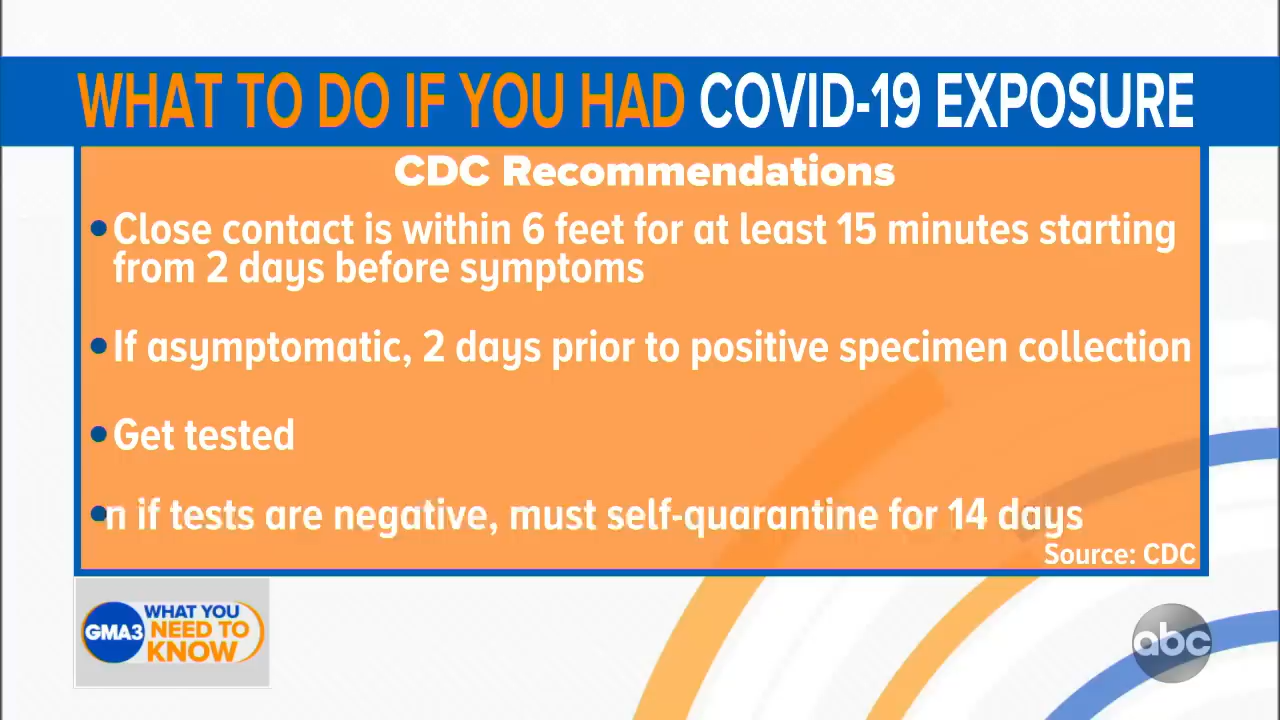 WHAT TO DO IF YOU HAD COVID-19 EXPOSURE
CDC Recommendations
•Close contact is within 6 feet for at least 15 minutes starting
from 2 days before symptoms
•If asymptomatic, 2 days prior to positive specimen collection
•Get tested
•n if tests are negative, must self-quarantine for 14 days
Source: CDC
GMA3
WHAT YOU
NEED TO
KNOW
abc